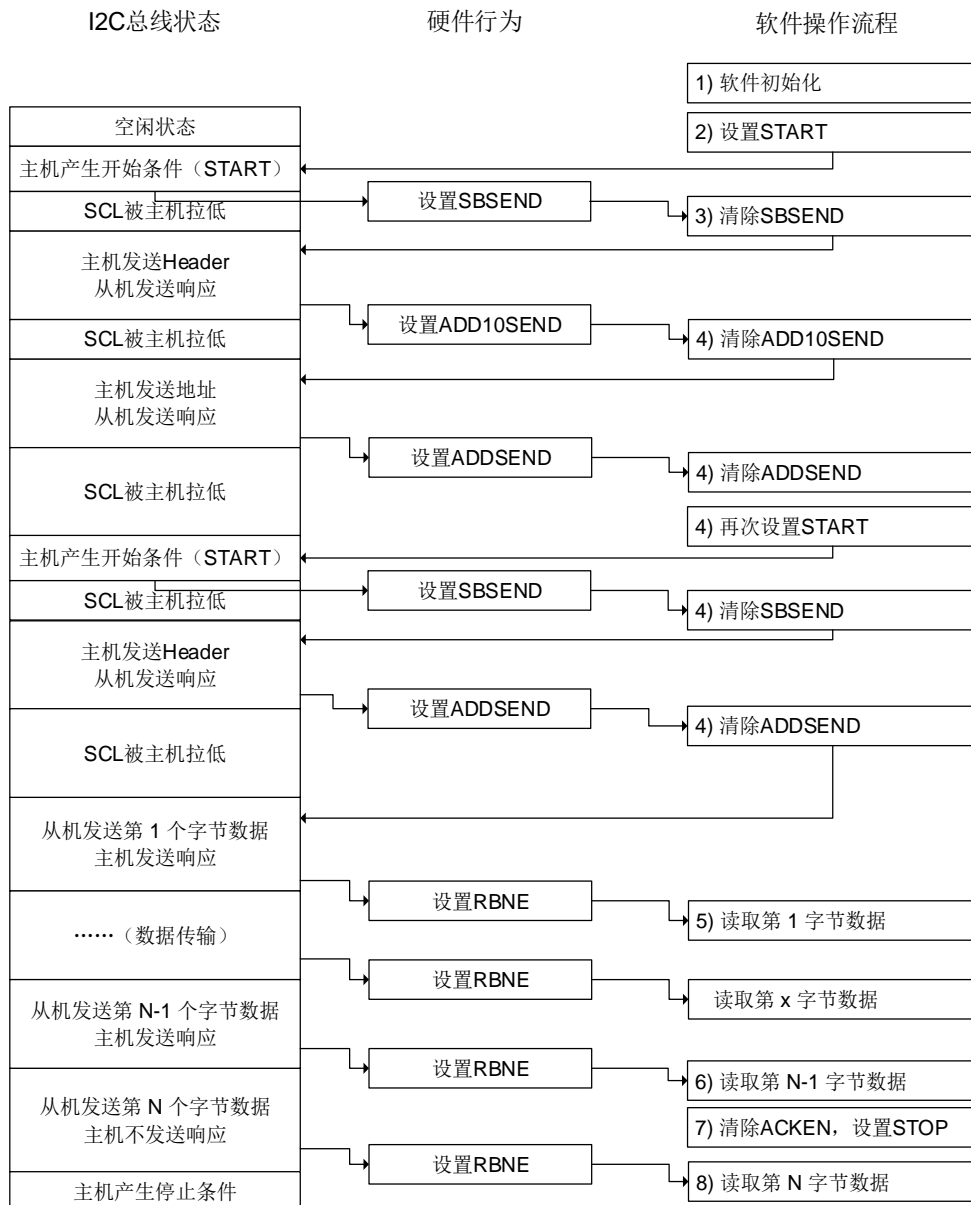 I2C总线状态
硬件行为
软件操作流程
1) 软件初始化
空闲状态
2) 设置START
主机产生开始条件（START）
设置SBSEND
SCL被主机拉低
3) 清除SBSEND
主机发送Header
从机发送响应
设置ADD10SEND
SCL被主机拉低
4) 清除ADD10SEND
主机发送地址
从机发送响应
设置ADDSEND
4) 清除ADDSEND
SCL被主机拉低
4) 再次设置START
主机产生开始条件（START）
设置SBSEND
SCL被主机拉低
4) 清除SBSEND
主机发送Header
从机发送响应
设置ADDSEND
4) 清除ADDSEND
SCL被主机拉低
从机发送第 1 个字节数据
主机发送响应
设置RBNE
5) 读取第 1 字节数据
……（数据传输）
设置RBNE
读取第 x 字节数据
从机发送第 N-1 个字节数据
主机发送响应
设置RBNE
6) 读取第 N-1 字节数据
从机发送第 N 个字节数据
主机不发送响应
7) 清除ACKEN，设置STOP
设置RBNE
8) 读取第 N 字节数据
主机产生停止条件